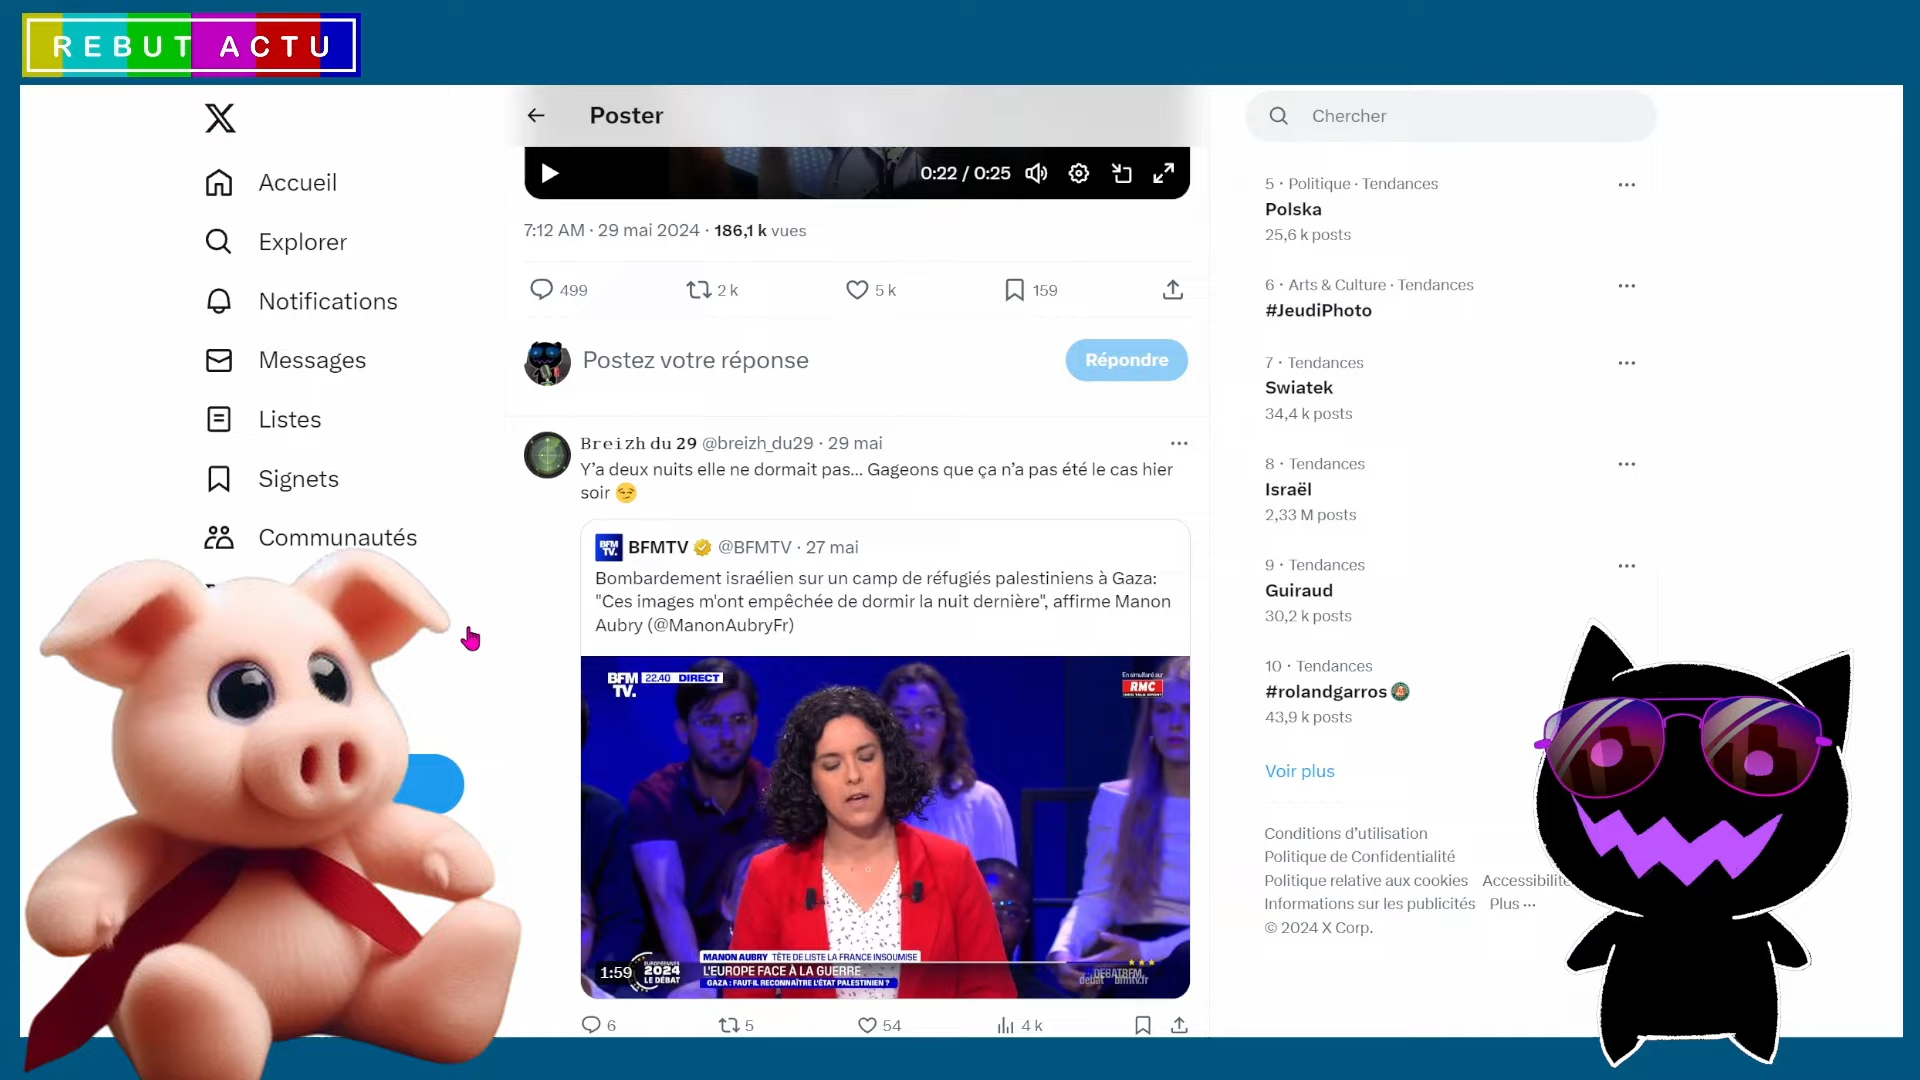 REBUT ACTU
Accueil
Explorer
Notifications
Messages
Listes
Signets
Communautés
Poster
0:22 / 0:25
7:12 AM · 29 mai 2024 · 186,1 k vues
499
2 k
5 k
159
Postez votre réponse
Répondre
Breizh du 29 @breizh_du29 · 29 mai
Y'a deux nuits elle ne dormait pas... Gageons que ça n'a pas été le cas hier
soir
BFMTV @BFMTV · 27 mai
Bombardement israélien sur un camp de réfugiés palestiniens à Gaza:
"Ces images m'ont empêchée de dormir la nuit dernière", affirme Manon
Aubry (@ManonAubryFr)
BFM
TV.
22.40 DIRECT
En simultané sur
RMC
MANON AUBRY TÊTE DE LISTE LA FRANCE INSOUMISE
L'EUROPE FACE À LA GUERRE
GAZA : FAUT-IL RECONNAÎTRE L'ÉTAT PALESTINIEN ?
1:59
EUROPÉENNES
2024
LE DÉBAT
6
5
54
4 k
Chercher
5 · Politique · Tendances
Polska
25,6 k posts
6 · Arts & Culture · Tendances
#JeudiPhoto
7 · Tendances
Swiatek
34,4 k posts
8 · Tendances
Israël
2,33 M posts
9 · Tendances
Guiraud
30,2 k posts
10 · Tendances
#rolandgarros
43,9 k posts
Voir plus
Conditions d'utilisation
Politique de Confidentialité
Politique relative aux cookies Accessibilité
Informations sur les publicités Plus ···
© 2024 X Corp.